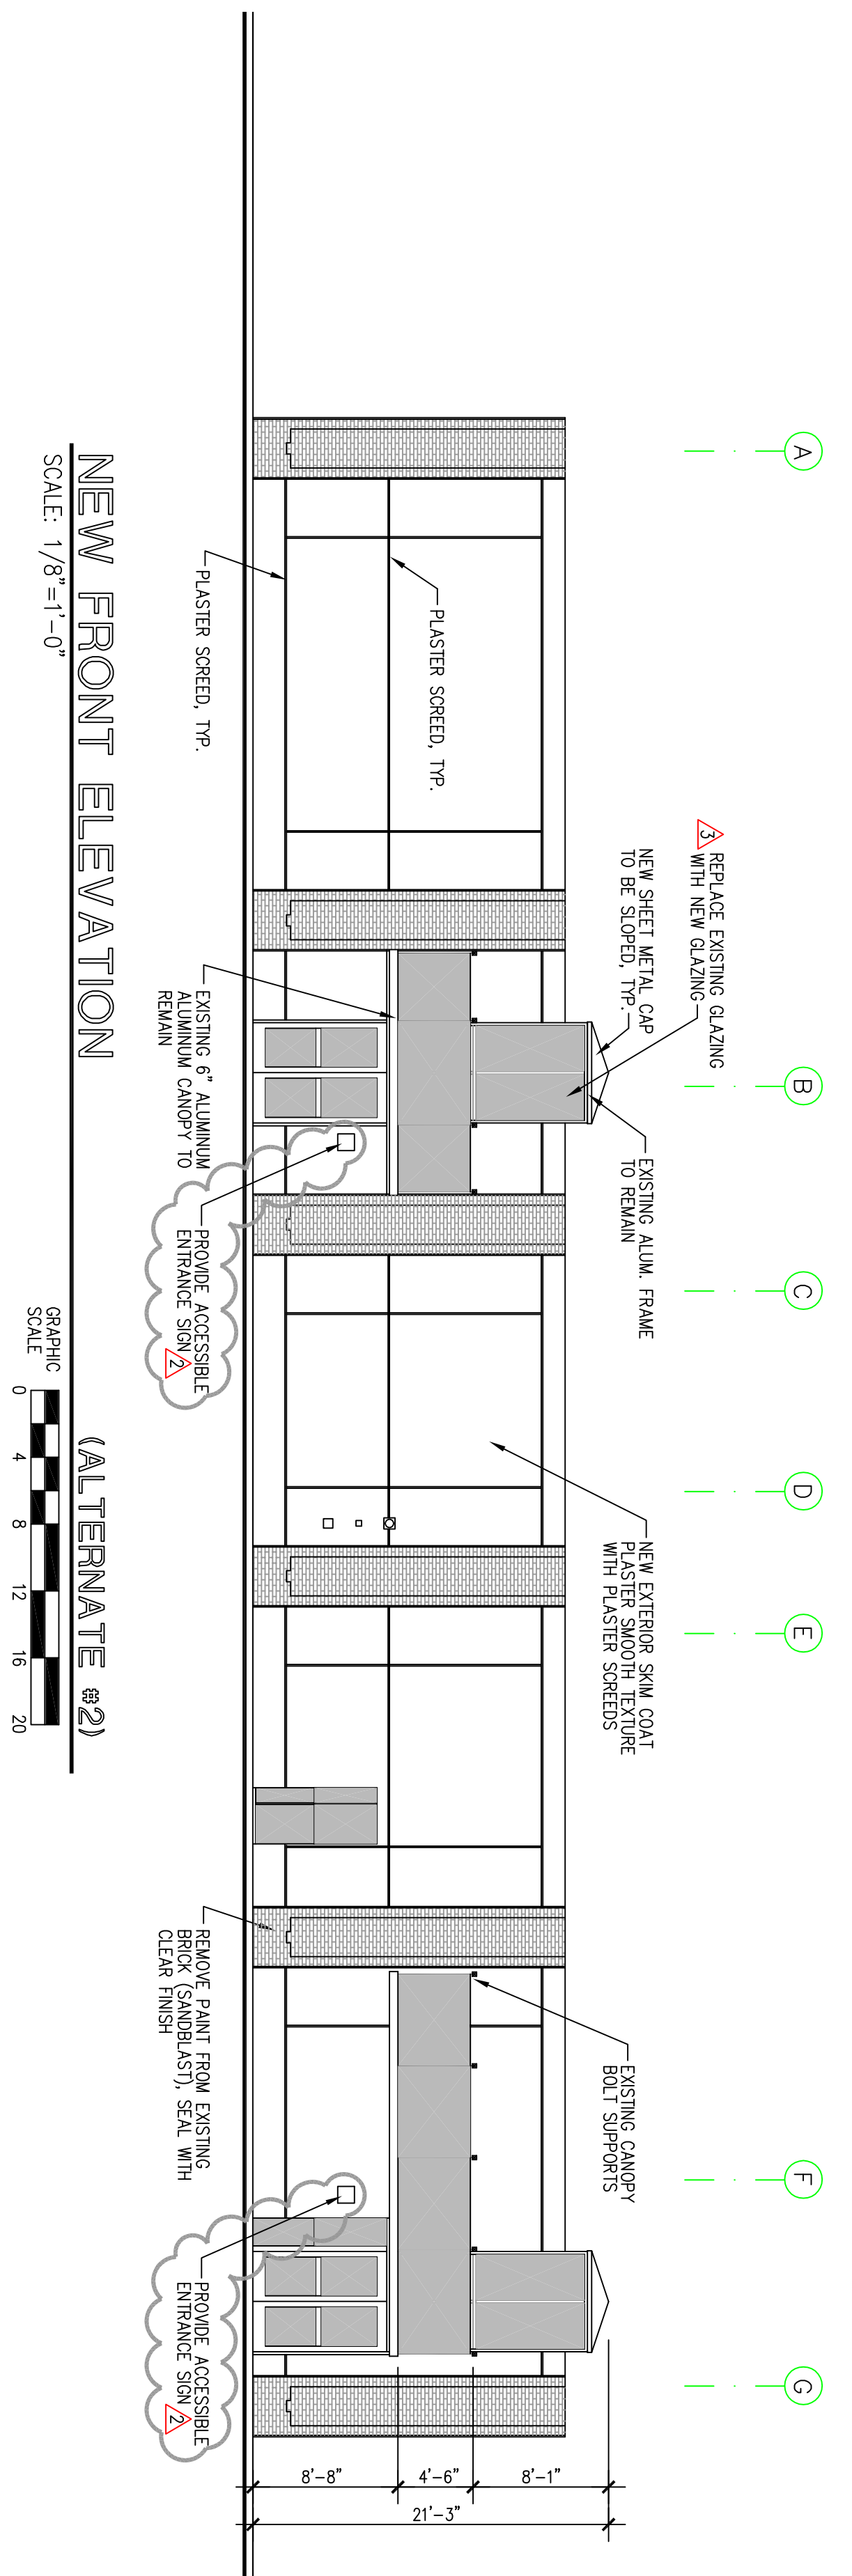 A
B
C
D
E
F
G
3 REPLACE EXISTING GLAZING
WITH NEW GLAZING
NEW SHEET METAL CAP
TO BE SLOPED, TYP.
EXISTING ALUM. FRAME
TO REMAIN
NEW EXTERIOR SKIM COAT
PLASTER SMOOTH TEXTURE
WITH PLASTER SCREEDS
EXISTING CANOPY
BOLT SUPPORTS
PLASTER SCREED, TYP.
PLASTER SCREED, TYP.
EXISTING 6" ALUMINUM
ALUMINUM CANOPY TO
REMAIN
PROVIDE ACCESSIBLE
ENTRANCE SIGN 2
REMOVE PAINT FROM EXISTING
BRICK (SANDBLAST), SEAL WITH
CLEAR FINISH
PROVIDE ACCESSIBLE
ENTRANCE SIGN 2
8'-1"
4'-6"
8'-8"
21'-3"
NEW FRONT ELEVATION (ALTERNATE #2)
SCALE: 1/8"=1'-0"
GRAPHIC
SCALE
0 4 8 12 16 20